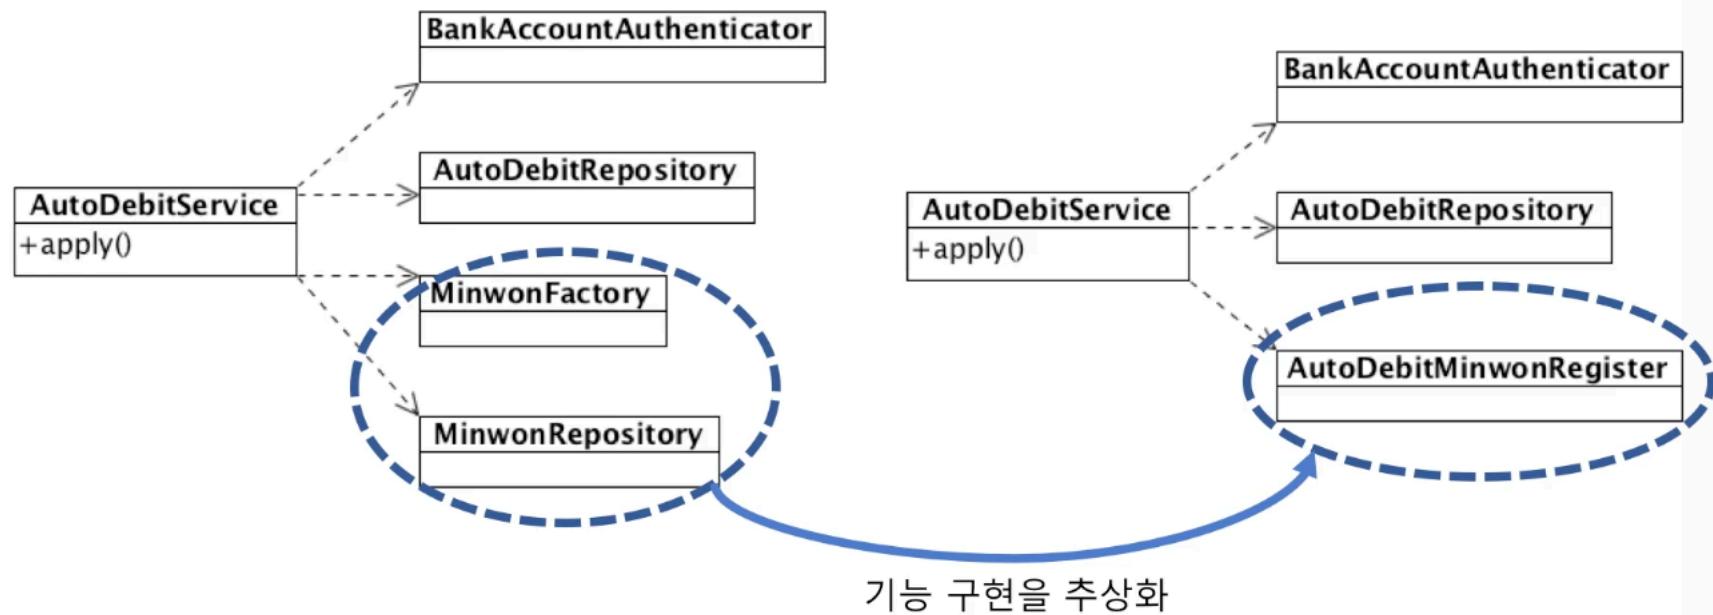 BankAccountAuthenticator
AutoDebitRepository
AutoDebitService
+apply()
MinwonFactory
MinwonRepository
BankAccountAuthenticator
AutoDebitRepository
AutoDebitService
+apply()
AutoDebitMinwonRegister
기능 구현을 추상화